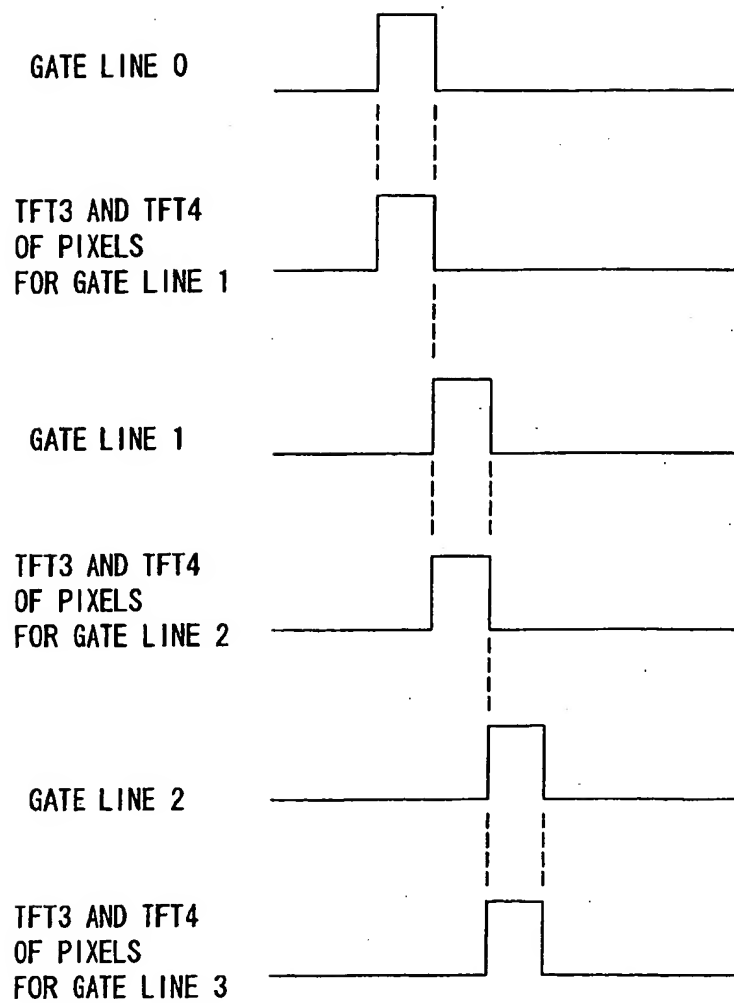 GATE LINE 0
TFT3 AND TFT4
OF PIXELS
FOR GATE LINE 1
GATE LINE 1
TFT3 AND TFT4
OF PIXELS
FOR GATE LINE 2
GATE LINE 2
TFT3 AND TFT4
OF PIXELS
FOR GATE LINE 3